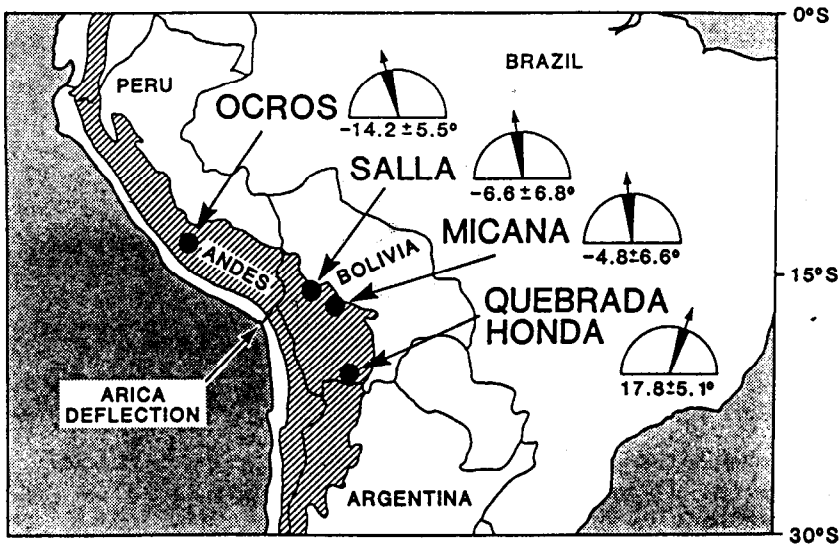 0°S
BRAZIL
PERU
OCROS
-14.2±5.5°
SALLA
-6.6±6.8°
MICANA
-4.8±6.6°
ANDES
BOLIVIA
15°S
QUEBRADA
HONDA
17.8±5.1°
ARICA
DEFLECTION
ARGENTINA
30°S